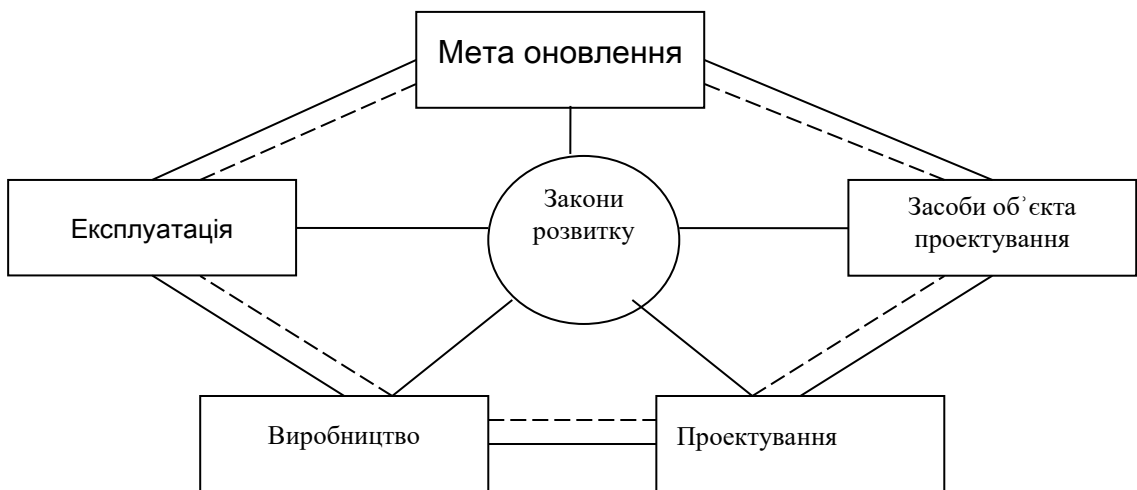 Мета оновлення
Закони
розвитку
Експлуатація
Засоби об᾿єкта
проектування
Виробництво
Проектування